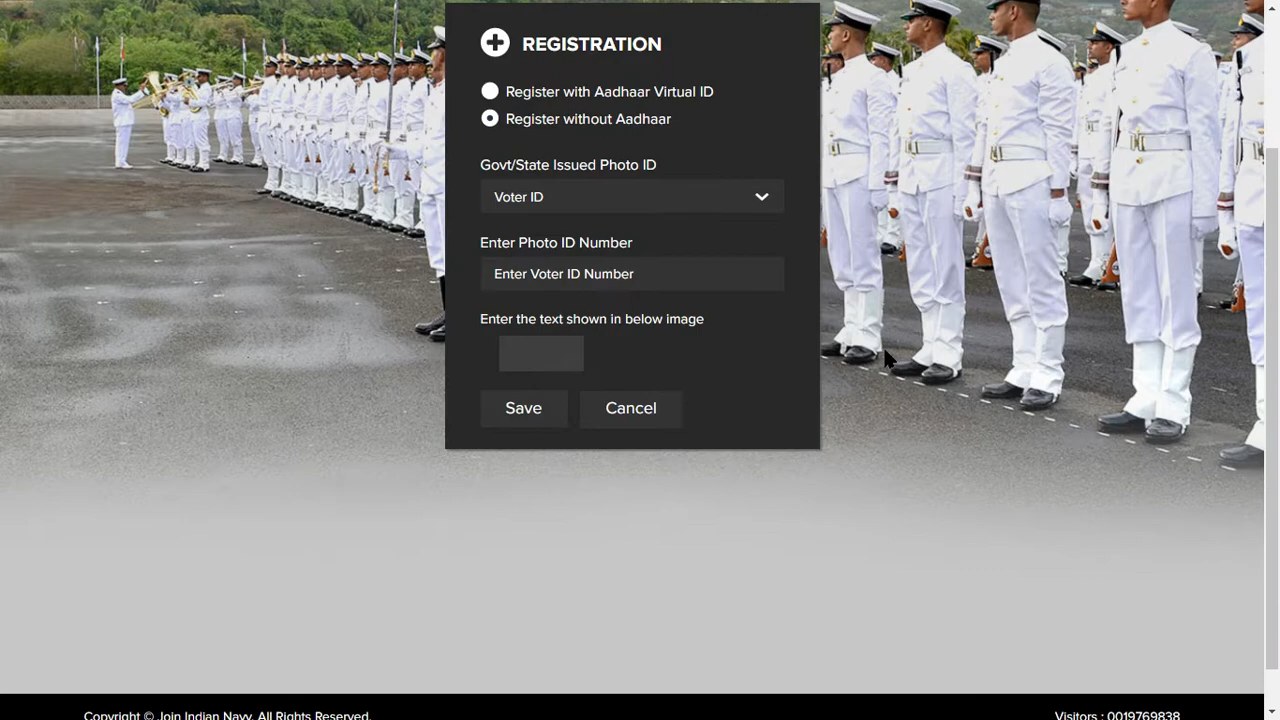 REGISTRATION
Register with Aadhaar Virtual ID
Register without Aadhaar
Govt/State Issued Photo ID
Voter ID
Enter Photo ID Number
Enter Voter ID Number
Enter the text shown in below image
Save
Cancel
Copyright © Join Indian Navy. All Rights Reserved.
Visitors : 0019769838